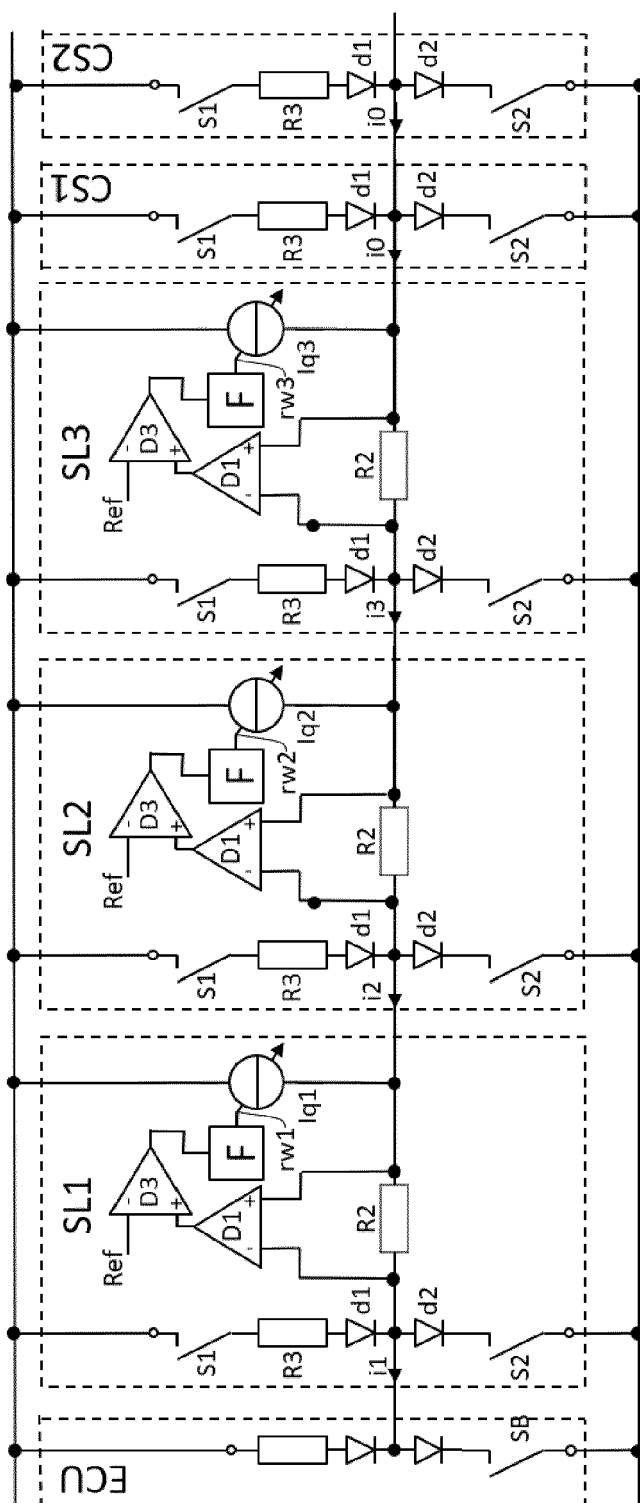 ECU
SB
SL1
Ref
D3
-
+
D1
-
+
F
rw1
Iq1
S1
R3
d1
R2
i1
d2
S2
SL2
Ref
D3
-
+
D1
-
+
F
rw2
Iq2
S1
R3
d1
R2
i2
d2
S2
SL3
Ref
D3
-
+
D1
-
+
F
rw3
Iq3
S1
R3
d1
R2
i3
d2
S2
CS1
S1
R3
d1
i0
d2
S2
CS2
S1
R3
d1
i0
d2
S2